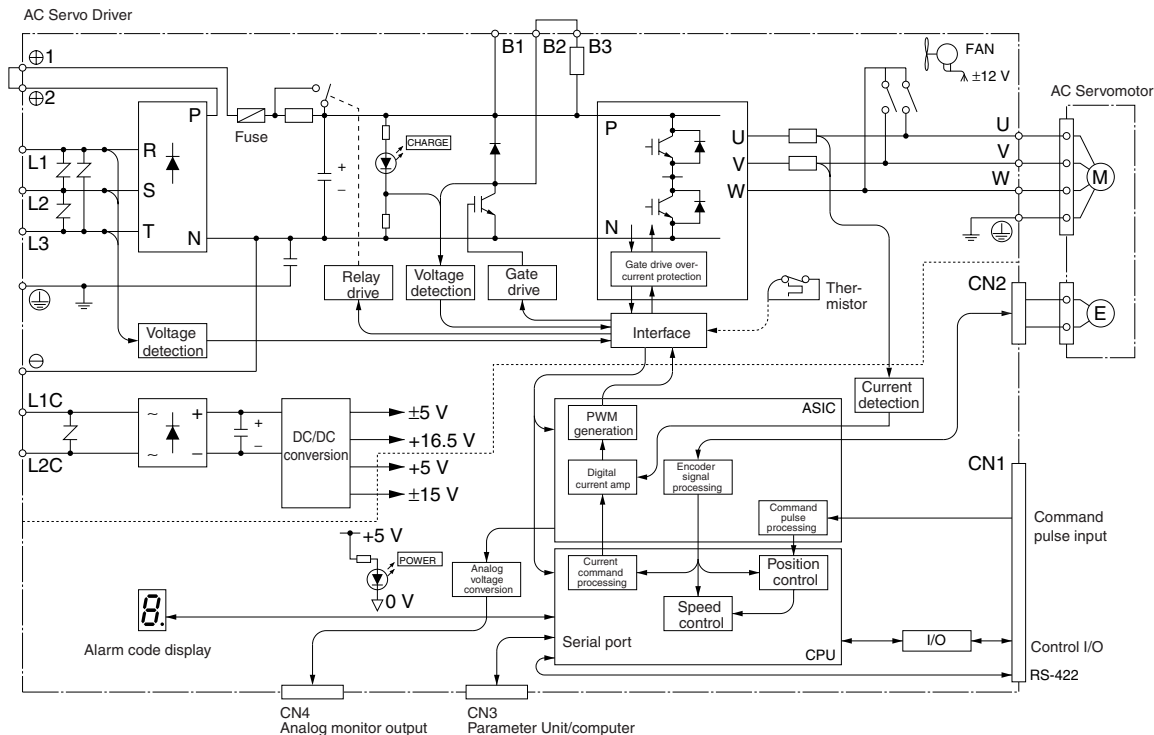 AC Servo Driver
⊕1
⊕2
B1 B2 B3
FAN
±12 V
AC Servomotor
P
Fuse
CHARGE
P
U
V
W
U
V
W
M
L1
R
L2
S
L3
T
N
+
−
N
Relay
drive
Voltage
detection
Gate
drive
Gate drive over-
current protection
Ther-
mistor
CN2
E
Interface
Voltage
detection
⊖
L1C
L2C
~ +
~ −
+
−
DC/DC
conversion
±5 V
+16.5 V
+5 V
±15 V
Current
detection
ASIC
PWM
generation
Digital
current amp
Encoder
signal
processing
Command
pulse
processing
CN1
Command
pulse input
+5 V
POWER
0 V
Analog
voltage
conversion
Current
command
processing
Position
control
Speed
control
8.
Alarm code display
Serial port
CPU
I/O
Control I/O
RS-422
CN4
Analog monitor output
CN3
Parameter Unit/computer